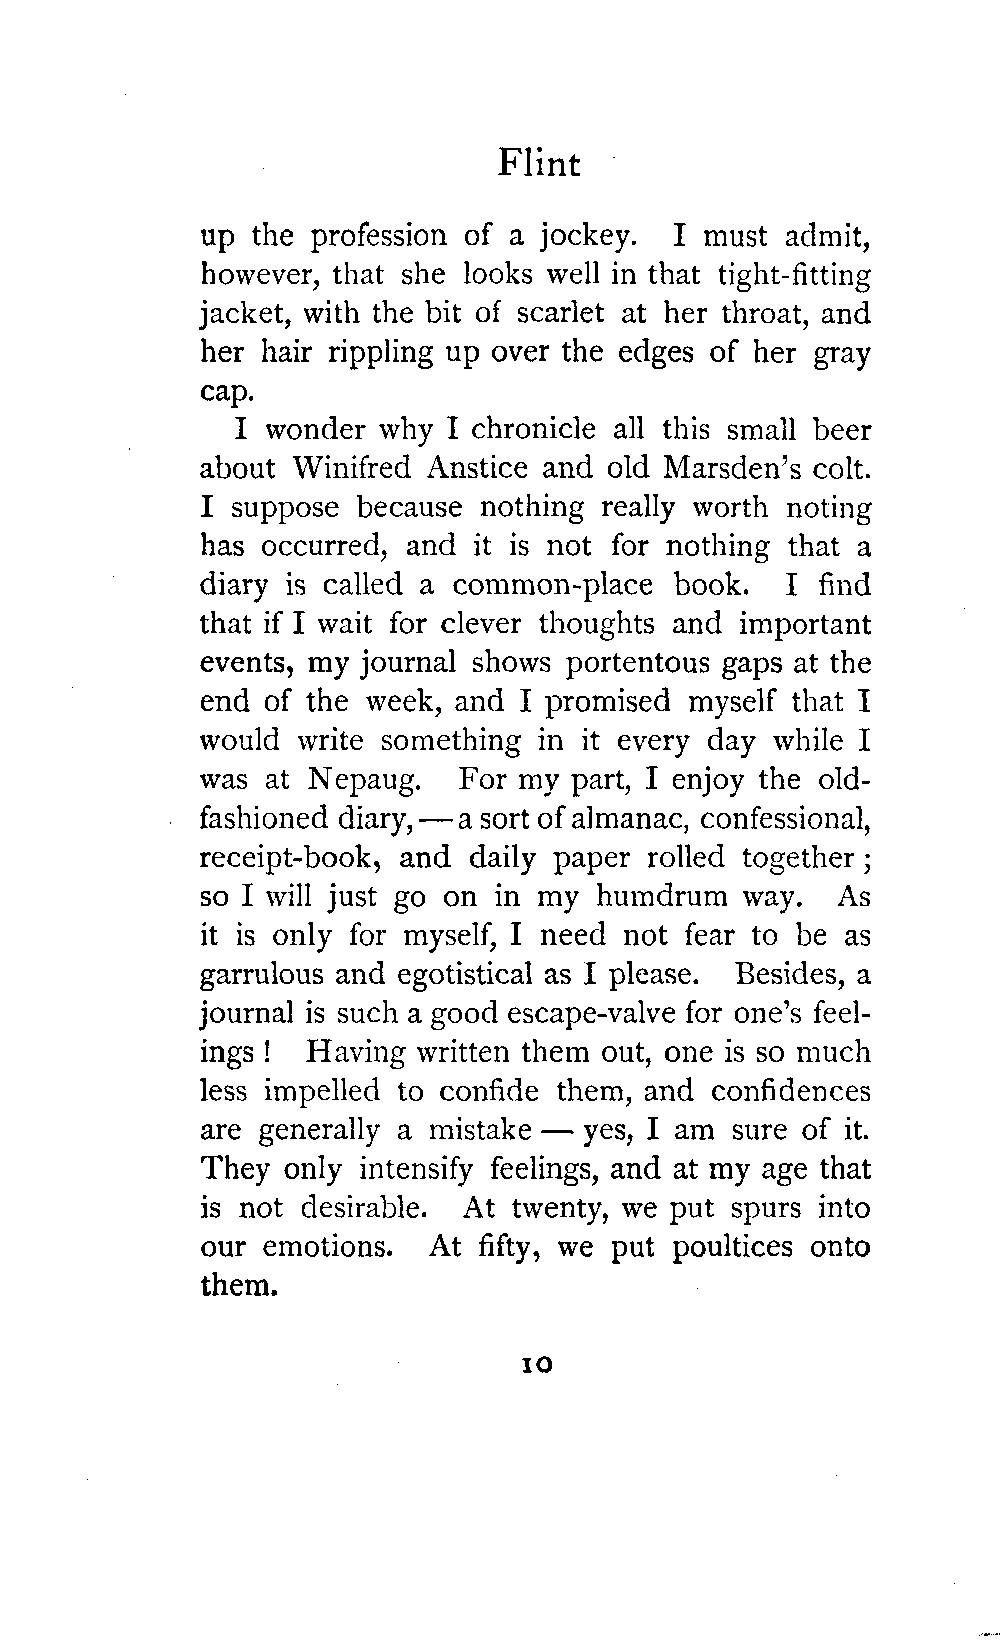 Flint
up the profession of a jockey. I must admit,
however, that she looks well in that tight-fitting
jacket, with the bit of scarlet at her throat, and
her hair rippling up over the edges of her gray
cap.
I wonder why I chronicle all this small beer
about Winifred Anstice and old Marsden's colt.
I suppose because nothing really worth noting
has occurred, and it is not for nothing that a
diary is called a common-place book. I find
that if I wait for clever thoughts and important
events, my journal shows portentous gaps at the
end of the week, and I promised myself that I
would write something in it every day while I
was at Nepaug. For my part, I enjoy the old-
fashioned diary, — a sort of almanac, confessional,
receipt-book, and daily paper rolled together ;
so I will just go on in my humdrum way. As
it is only for myself, I need not fear to be as
garrulous and egotistical as I please. Besides, a
journal is such a good escape-valve for one's feel-
ings ! Having written them out, one is so much
less impelled to confide them, and confidences
are generally a mistake — yes, I am sure of it.
They only intensify feelings, and at my age that
is not desirable. At twenty, we put spurs into
our emotions. At fifty, we put poultices onto
them.
10